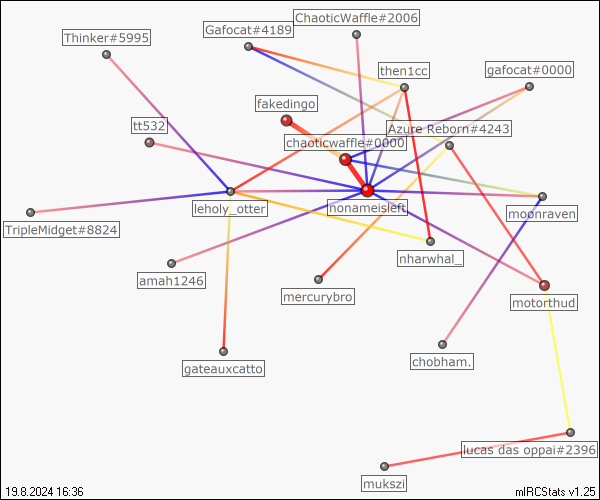 ChaoticWaffle#2006
Gafocat#4189
Thinker#5995
then1cc
gafocat#0000
fakedingo
tt532
Azure Reborn#4243
chaoticwaffle#0000
leholy_otter
nonameisleft
moonraven
TripleMidget#8824
nharwhal_
amah1246
mercurybro
motorthud
gateauxcatto
chobham.
lucas das oppai#2396
mukszi
19.8.2024 16:36
mIRCStats v1.25